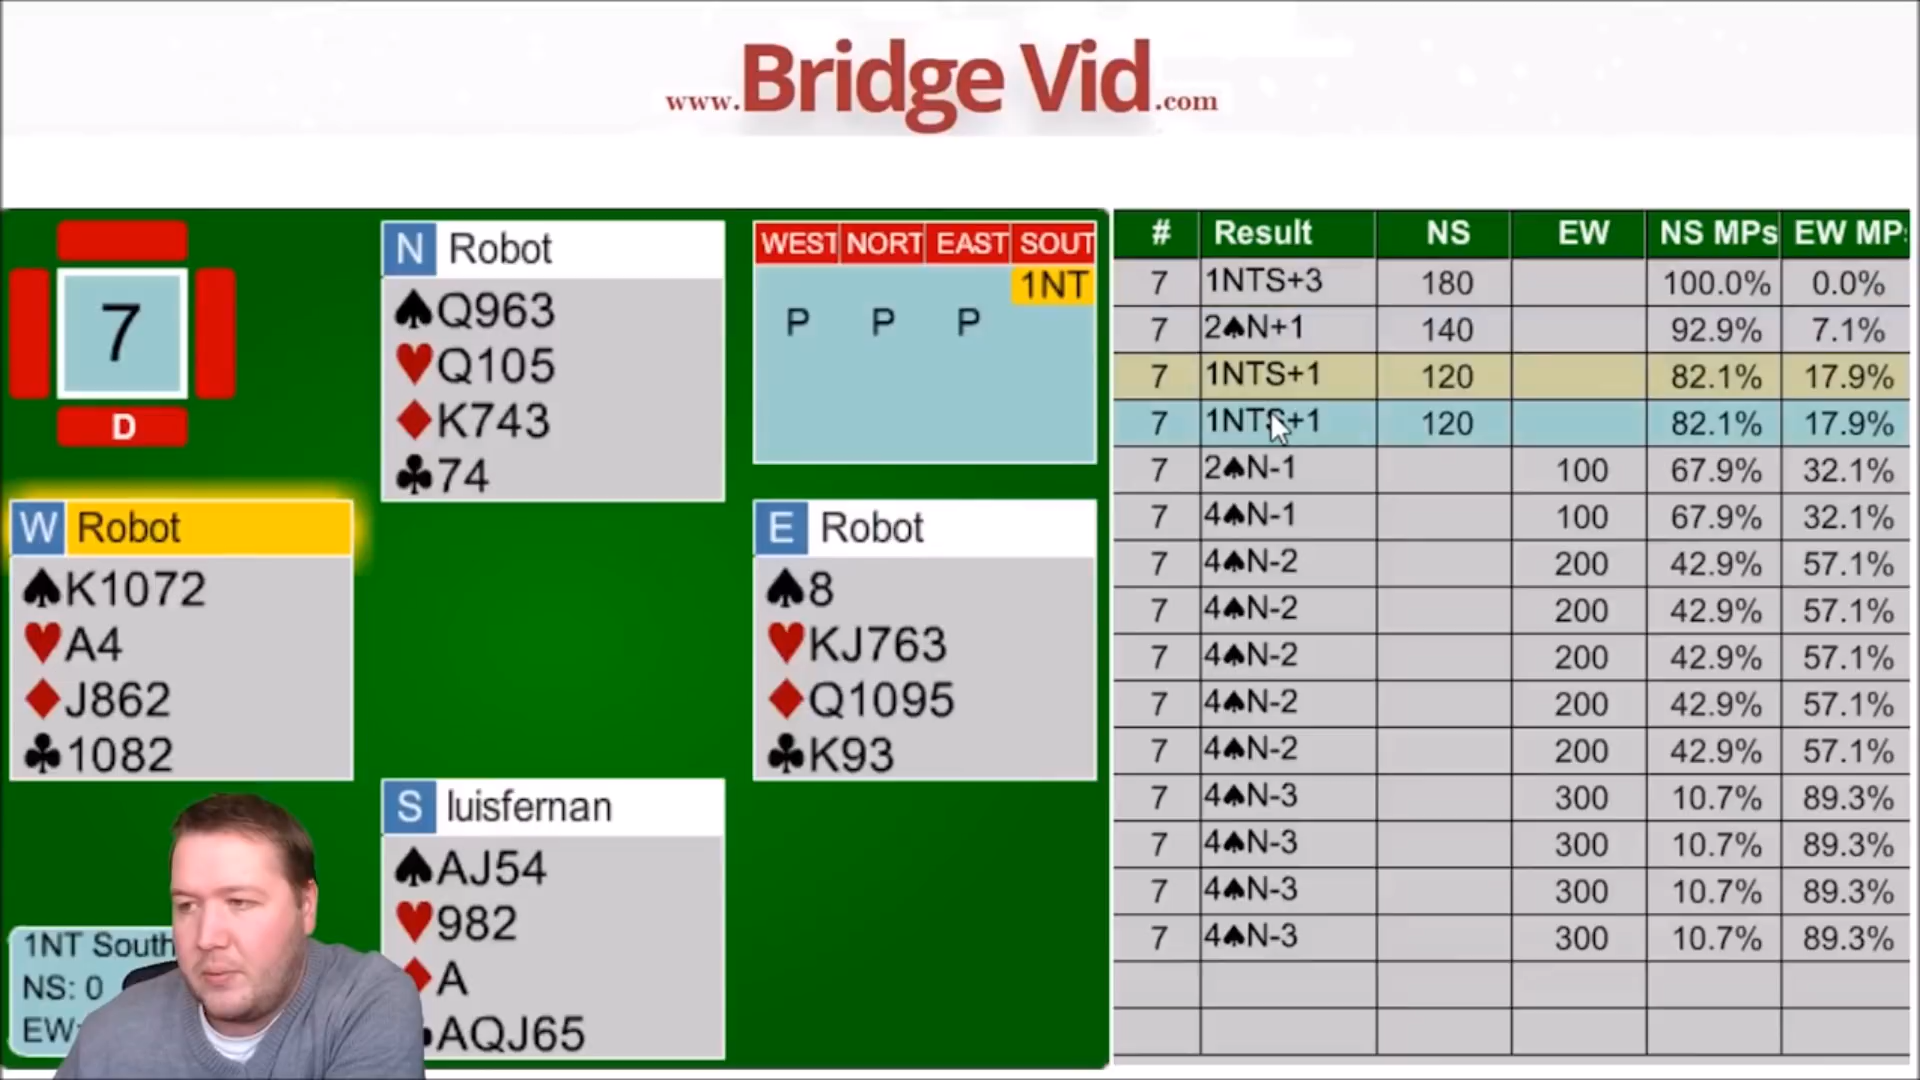 www.Bridge Vid.com
7
D
N Robot
♠Q963
♥Q105
♦K743
♣74
WEST NORT EAST SOUT
1NT
P P P
W Robot
♠K1072
♥A4
♦J862
♣1082
E Robot
♠8
♥KJ763
♦Q1095
♣K93
S luisfernan
♠AJ54
♥982
♦A
♣AQJ65
1NT South
NS: 0
EW:
# Result NS EW NS MPs EW MPs
7 1NTS+3 180 100.0% 0.0%
7 2♠N+1 140 92.9% 7.1%
7 1NTS+1 120 82.1% 17.9%
7 1NTS+1 120 82.1% 17.9%
7 2♠N-1 100 67.9% 32.1%
7 4♠N-1 100 67.9% 32.1%
7 4♠N-2 200 42.9% 57.1%
7 4♠N-2 200 42.9% 57.1%
7 4♠N-2 200 42.9% 57.1%
7 4♠N-2 200 42.9% 57.1%
7 4♠N-2 200 42.9% 57.1%
7 4♠N-3 300 10.7% 89.3%
7 4♠N-3 300 10.7% 89.3%
7 4♠N-3 300 10.7% 89.3%
7 4♠N-3 300 10.7% 89.3%